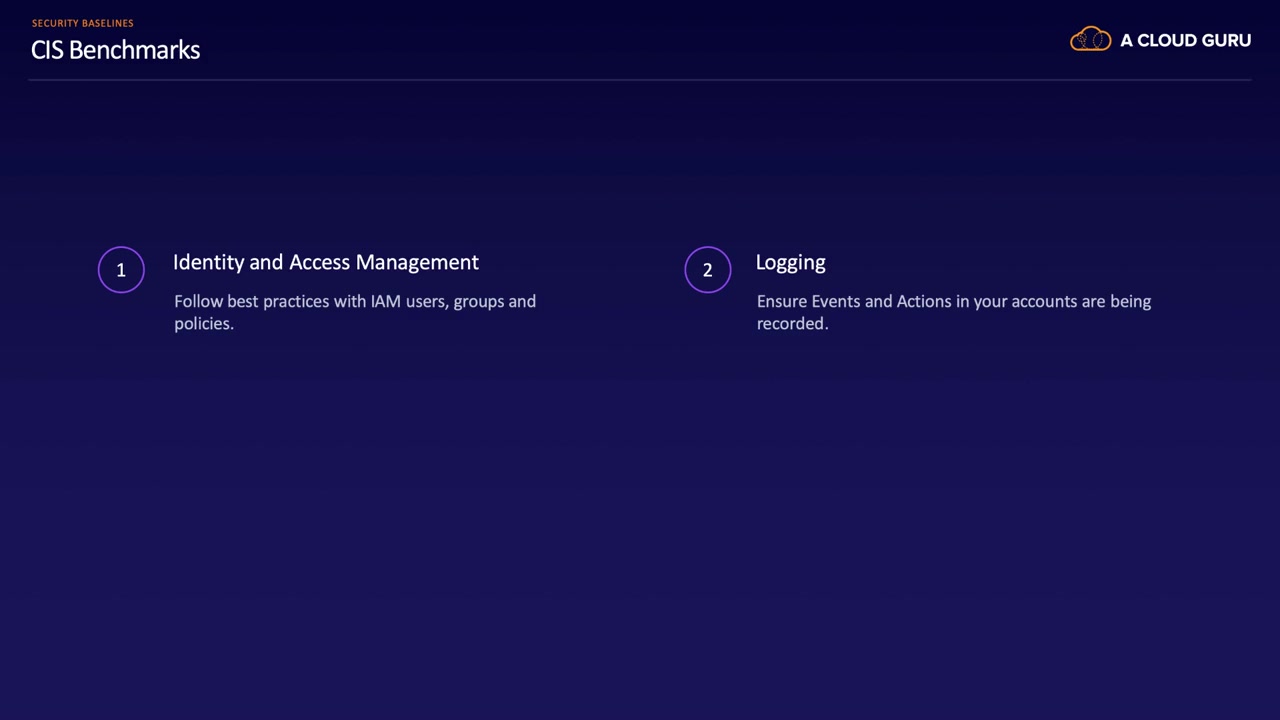 SECURITY BASELINES
CIS Benchmarks
A CLOUD GURU
1
Identity and Access Management
Follow best practices with IAM users, groups and
policies.
2
Logging
Ensure Events and Actions in your accounts are being
recorded.